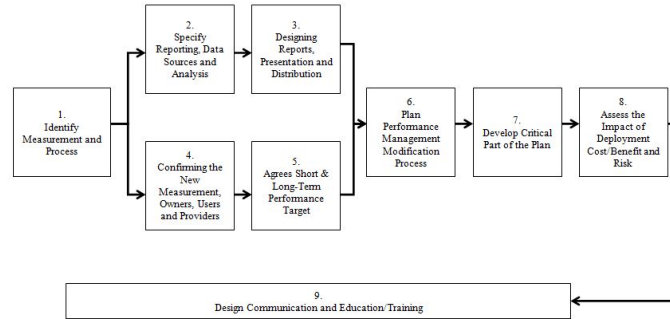 1.
Identify
Measurement and
Process
2.
Specify
Reporting, Data
Sources and
Analysis
3.
Designing
Reports,
Presentation and
Distribution
4.
Confirming the
New
Measurement,
Owners, Users
and Providers
5.
Agrees Short &
Long-Term
Performance
Target
6.
Plan
Performance
Management
Modification
Process
7.
Develop Critical
Part of the Plan
8.
Assess the
Impact of
Deployment
Cost/Benefit and
Risk
9.
Design Communication and Education/Training